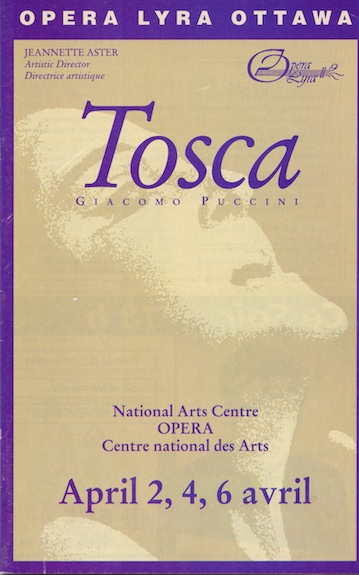 OPERA LYRA OTTAWA
JEANNETTE ASTER
Artistic Director
Directrice artistique
Opera
Lyra
Tosca
GIACOMO PUCCINI
National Arts Centre
OPERA
Centre national des Arts
April 2, 4, 6 avril